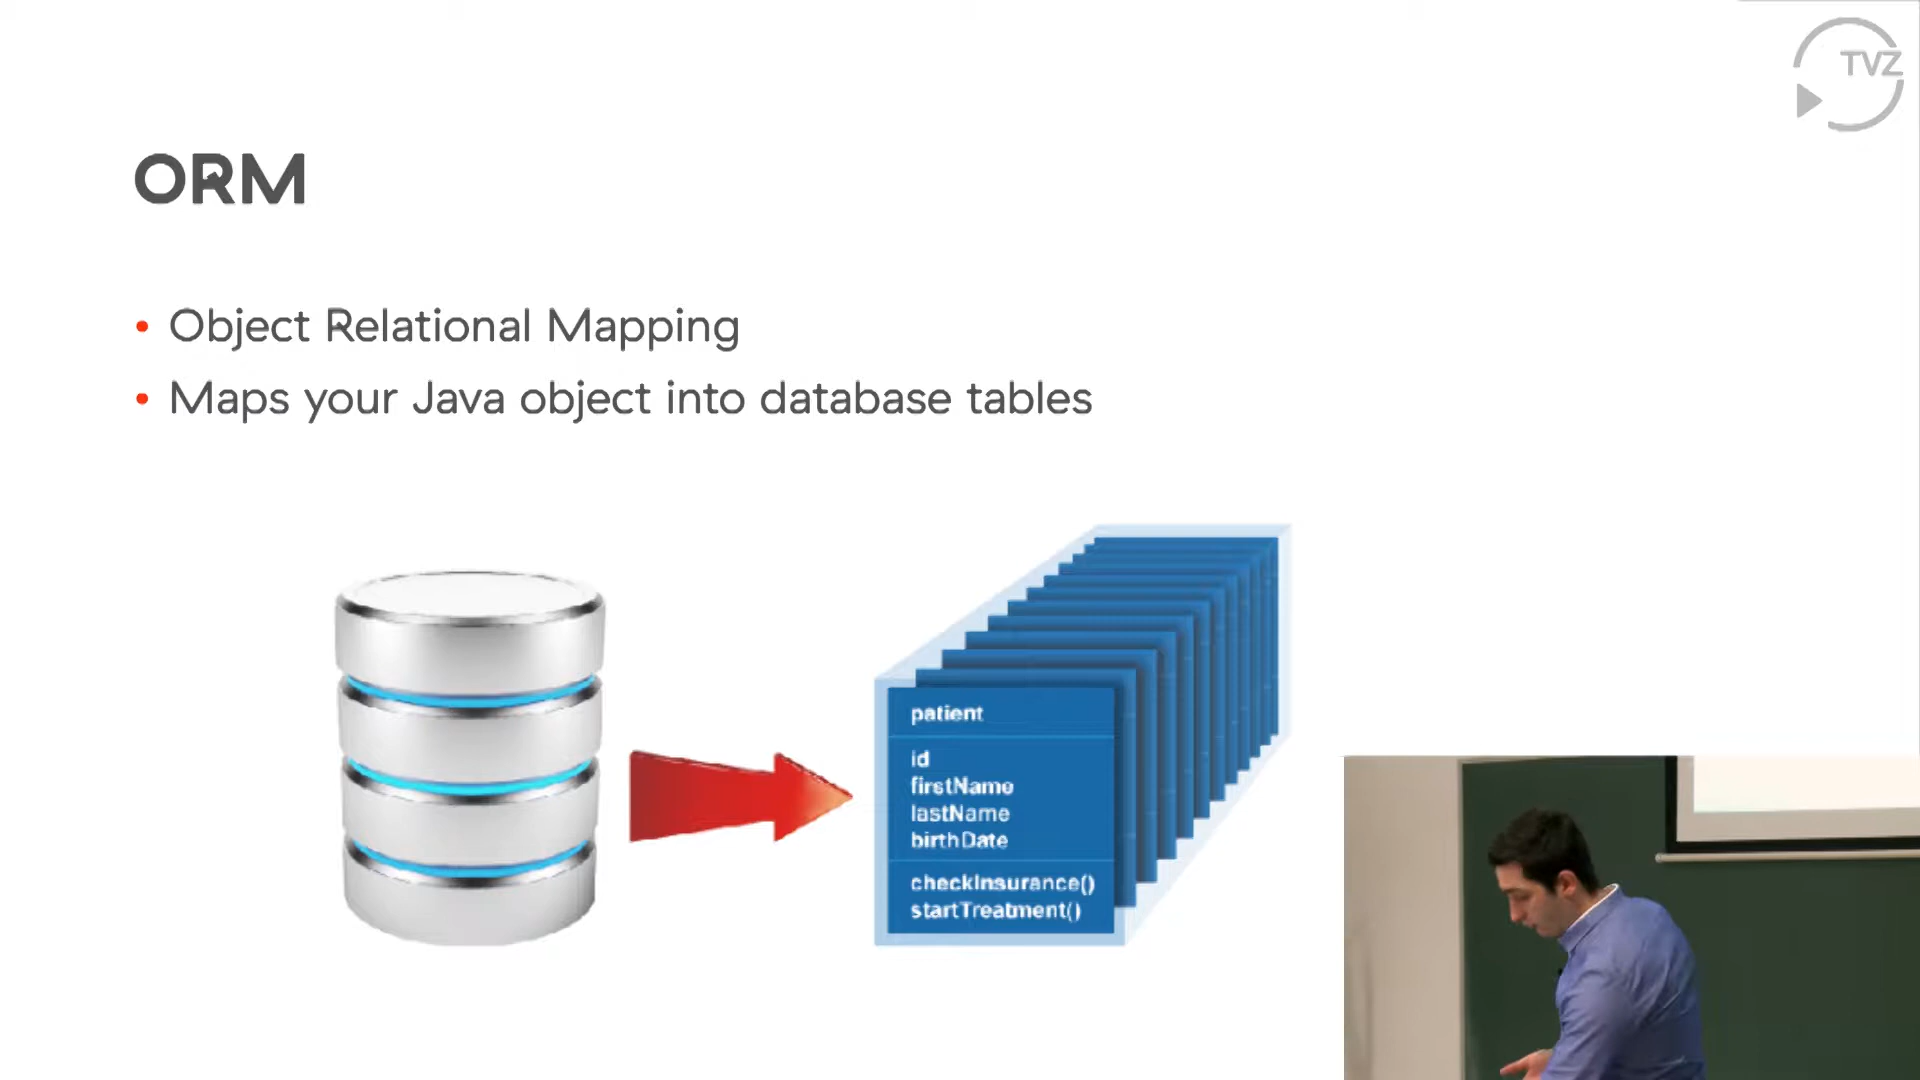 TVZ
ORM
• Object Relational Mapping
• Maps your Java object into database tables
patient
id
firstName
lastName
birthDate
checkInsurance()
startTreatment()